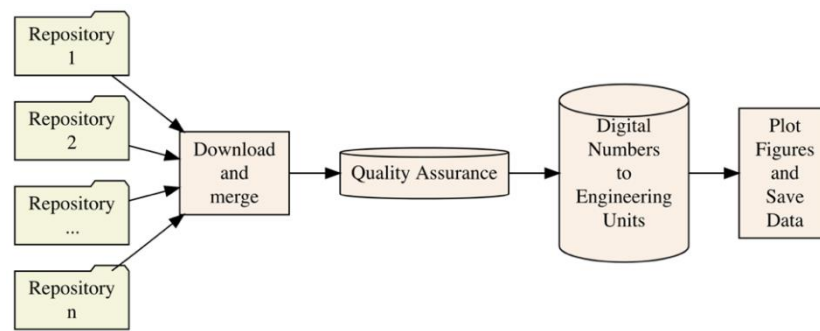 Repository
1
Repository
2
Repository
...
Repository
n
Download
and
merge
Quality Assurance
Digital
Numbers
to
Engineering
Units
Plot
Figures
and
Save
Data